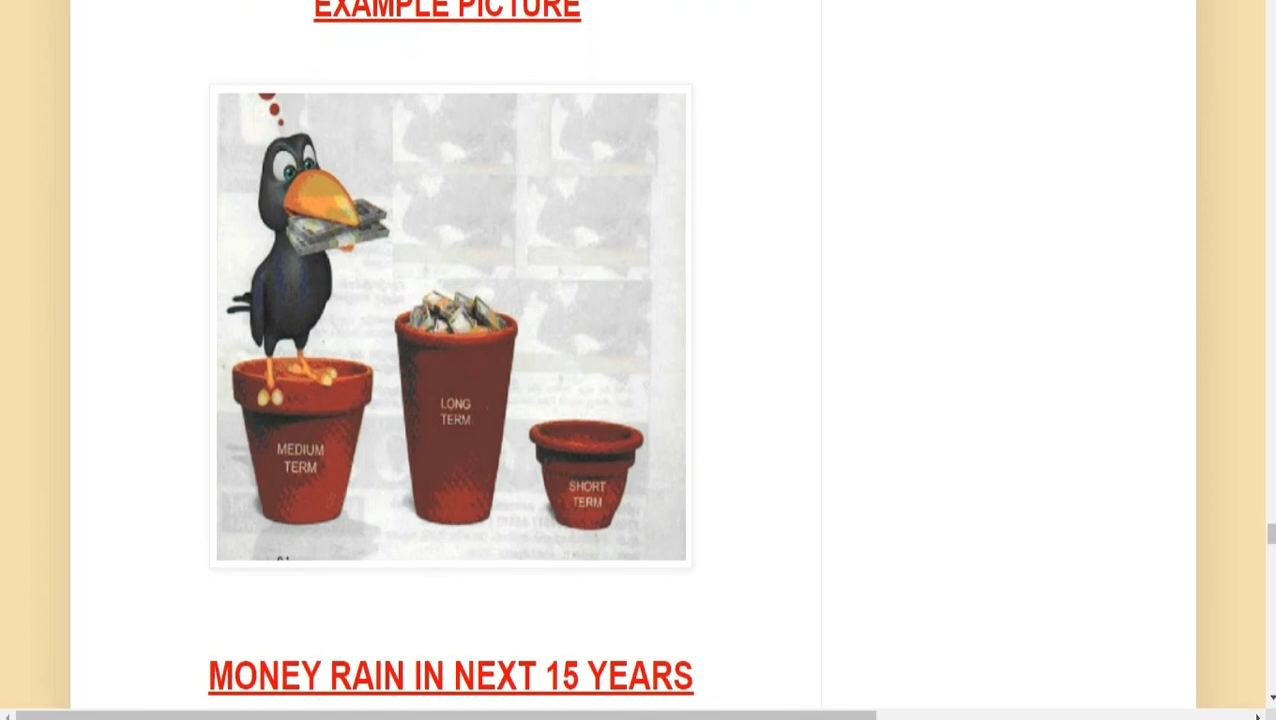 EXAMPLE PICTURE
MEDIUM
TERM
LONG
TERM
SHORT
TERM
MONEY RAIN IN NEXT 15 YEARS